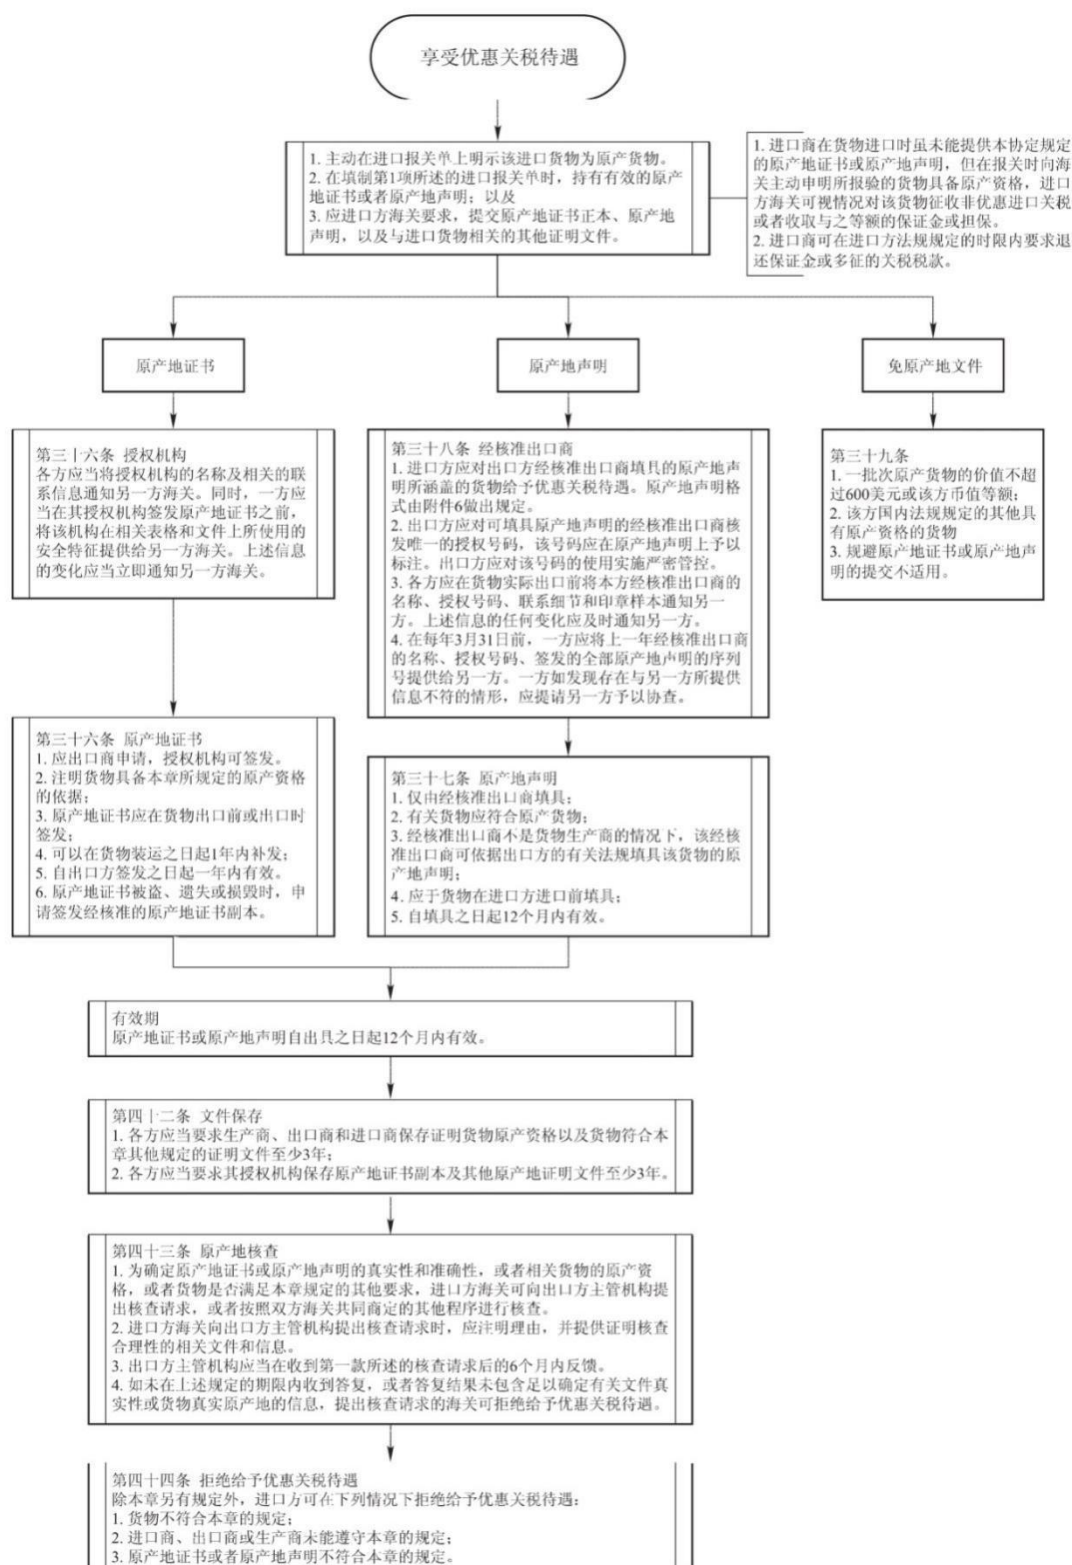 享受优惠关税待遇
1. 主动在进口报关单上明示该进口货物为原产货物。
2. 在填制第1项所述的进口报关单时，持有有效的原产
地证书或者原产地声明；以及
3. 应进口方海关要求，提交原产地证书正本、原产地
声明，以及与进口货物相关的其他证明文件。
1. 进口商在货物进口时虽未能提供本协定规定
的原产地证书或原产地声明，但在报关时向海
关主动申明所报验的货物具备原产资格，进口
方海关可视情况对该货物征收非优惠进口关税
或者收取与之等额的保证金或担保。
2. 进口商可在进口方法规规定的时限内要求退
还保证金或多征的关税税款。
原产地证书
原产地声明
免原产地文件
第三十六条 授权机构
各方应当将授权机构的名称及相关的联
系信息通知另一方海关。同时，一方应
当在其授权机构签发原产地证书之前，
将该机构在相关表格和文件上所使用的
安全特征提供给另一方海关。上述信息
的变化应当立即通知另一方海关。
第三十八条 经核准出口商
1. 进口方应对出口方经核准出口商填具的原产地声
明所涵盖的货物给予优惠关税待遇。原产地声明格
式由附件6做出规定。
2. 出口方应对可填具原产地声明的经核准出口商核
发唯一的授权号码，该号码应在原产地声明上予以
标注。出口方应对该号码的使用实施严密管控。
3. 各方应在货物实际出口前将本方经核准出口商的
名称、授权号码、联系细节和印章样本通知另一
方。上述信息的任何变化应及时通知另一方。
4. 在每年3月31日前，一方应将上一年经核准出口商
的名称、授权号码、签发的全部原产地声明的序列
号提供给另一方。一方如发现存在与另一方所提供
信息不符的情形，应提请另一方予以协查。
第三十九条
1. 一批次原产货物的价值不超
过600美元或该方币值等额；
2. 该方国内法规规定的其他具
有原产资格的货物
3. 规避原产地证书或原产地声
明的提交不适用。
第三十六条 原产地证书
1. 应出口商申请，授权机构可签发。
2. 注明货物具备本章所规定的原产资格
的依据；
3. 原产地证书应在货物出口前或出口时
签发；
4. 可以在货物装运之日起1年内补发；
5. 自出口方签发之日起一年内有效。
6. 原产地证书被盗、遗失或损毁时，申
请签发经核准的原产地证书副本。
第三十七条 原产地声明
1. 仅由经核准出口商填具；
2. 有关货物应符合原产货物；
3. 经核准出口商不是货物生产商的情况下，该经核
准出口商可依据出口方的有关法规填具该货物的原
产地声明；
4. 应于货物在进口方进口前填具；
5. 自填具之日起12个月内有效。
有效期
原产地证书或原产地声明自出具之日起12个月内有效。
第四十二条 文件保存
1. 各方应当要求生产商、出口商和进口商保存证明货物原产资格以及货物符合本
章其他规定的证明文件至少3年；
2. 各方应当要求其授权机构保存原产地证书副本及其他原产地证明文件至少3年。
第四十三条 原产地核查
1. 为确定原产地证书或原产地声明的真实性和准确性，或者相关货物的原产资
格，或者货物是否满足本章规定的其他要求，进口方海关可向出口方主管机构提
出核查请求，或者按照双方海关共同商定的其他程序进行核查。
2. 进口方海关向出口方主管机构提出核查请求时，应注明理由，并提供证明核查
合理性的相关文件和信息。
3. 出口方主管机构应当在收到第一款所述的核查请求后的6个月内反馈。
4. 如未在上述规定的期限内收到答复，或者答复结果未包含足以确定有关文件真
实性或货物真实原产地的信息，提出核查请求的海关可拒绝给予优惠关税待遇。
第四十四条 拒绝给予优惠关税待遇
除本章另有规定外，进口方可在下列情况下拒绝给予优惠关税待遇：
1. 货物不符合本章的规定；
2. 进口商、出口商或生产商未能遵守本章的规定；
3. 原产地证书或者原产地声明不符合本章的规定。